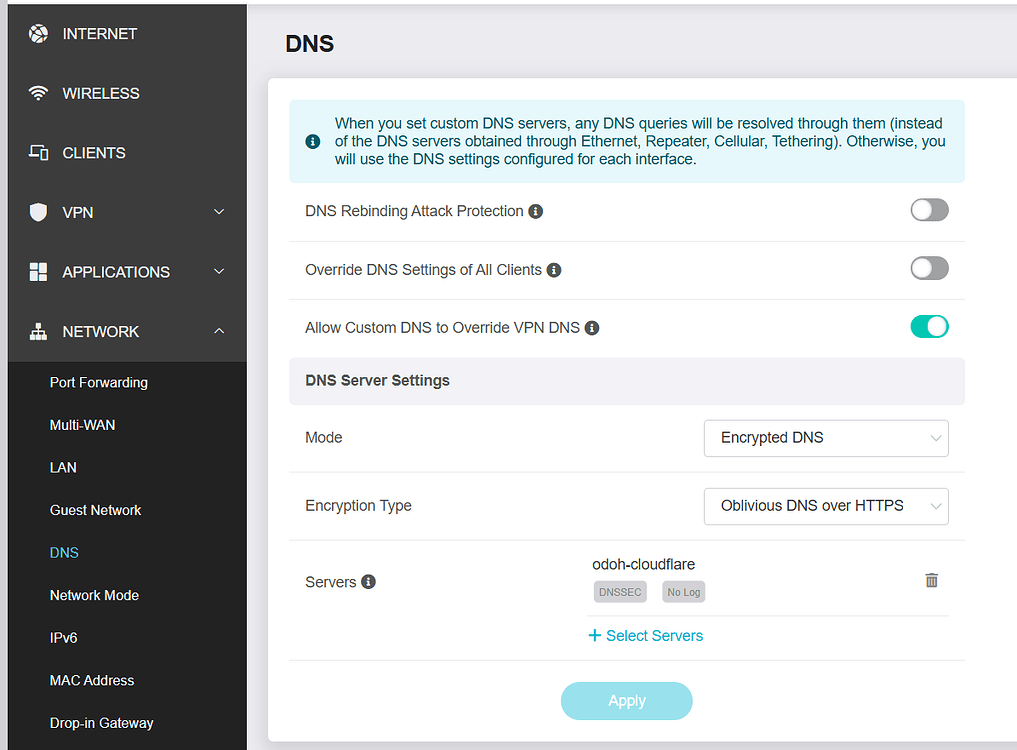 INTERNET
WIRELESS
CLIENTS
VPN
APPLICATIONS
NETWORK
Port Forwarding
Multi-WAN
LAN
Guest Network
DNS
Network Mode
IPv6
MAC Address
Drop-in Gateway
DNS
When you set custom DNS servers, any DNS queries will be resolved through them (instead
of the DNS servers obtained through Ethernet, Repeater, Cellular, Tethering). Otherwise, you
will use the DNS settings configured for each interface.
DNS Rebinding Attack Protection
Override DNS Settings of All Clients
Allow Custom DNS to Override VPN DNS
DNS Server Settings
Mode
Encrypted DNS
Encryption Type
Oblivious DNS over HTTPS
Servers
odoh-cloudflare
DNSSEC No Log
+ Select Servers
Apply